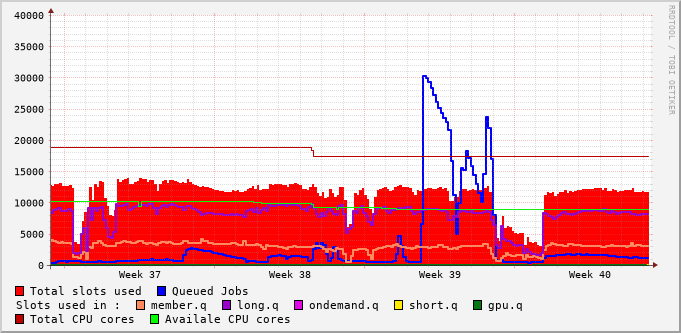 40000
35000
30000
25000
20000
15000
10000
5000
0
Week 37 Week 38 Week 39 Week 40
Total slots used Queued Jobs
Slots used in : member.q long.q ondemand.q short.q gpu.q
Total CPU cores Availale CPU cores
RRDTOOL / TOBI OETIKER